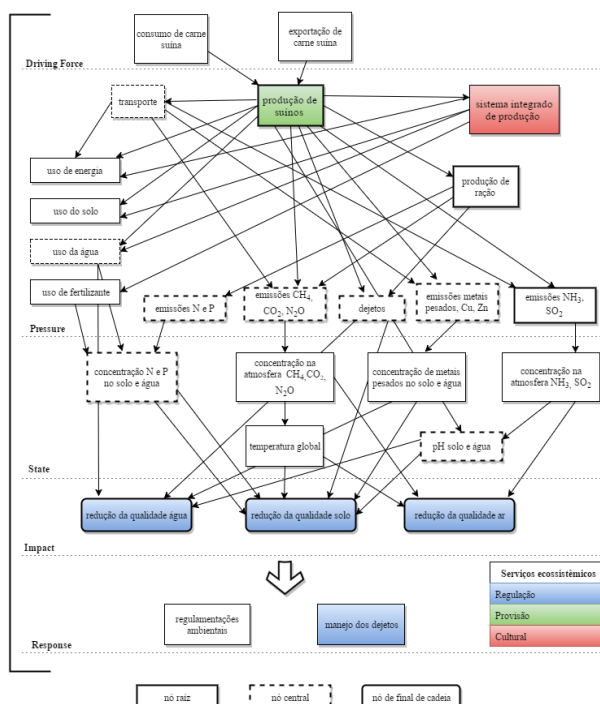 consumo de carne
suína
exportação de
carne suína
Driving Force
transporte
produção de
suínos
sistema integrado
de produção
uso de energia
produção de
ração
uso do solo
uso da água
uso de fertilizante
emissões N e P
emissões CH4,
CO2, N2O
dejetos
emissões metais
pesados, Cu, Zn
emissões NH3,
SO2
Pressure
concentração N e P
no solo e água
concentração na
atmosfera CH4,CO2,
N2O
concentração de metais
pesados no solo e água
concentração na
atmosfera NH3, SO2
temperatura global
pH solo e água
State
redução da qualidade água
redução da qualidade solo
redução da qualidade ar
Impact
Serviços ecossistêmicos
Regulação
Provisão
Cultural
regulamentações
ambientais
manejo dos dejetos
Response
nó raiz
nó central
nó de final de cadeia